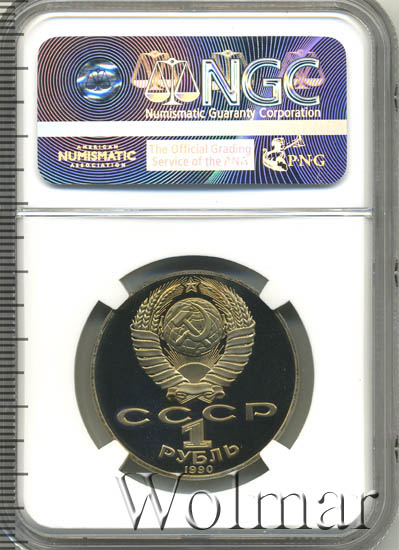 NGC
Numismatic Guaranty Corporation
AMERICAN
NUMISMATIC
ASSOCIATION
The Official Grading
Service of the PNG
PNG
СССР
1
РУБЛЬ
1990
Wolmar